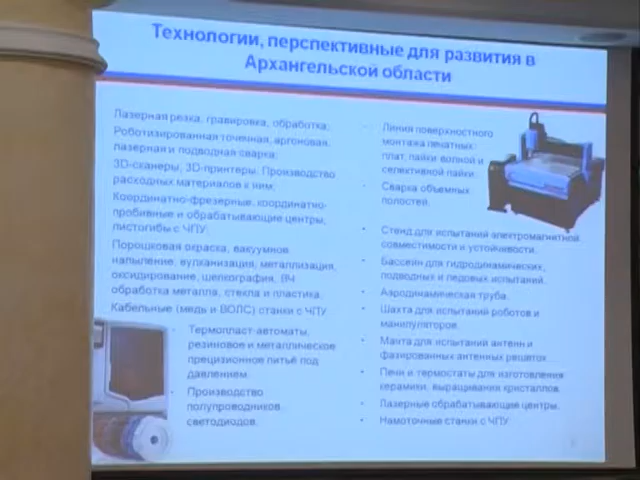 Технологии, перспективные для развития в
Архангельской области
Лазерная резка, гравировка, обработка;
Роботизированная точечная, аргоновая,
лазерная и подводная сварка;
3D-сканеры, 3D-принтеры. Производство
расходных материалов к ним;
Координатно-фрезерные, координатно-
пробивные и обрабатывающие центры,
листогибы с ЧПУ.
Порошковая окраска, вакуумное
напыление, вулканизация, металлизация,
оксидирование, шелкография, ВЧ
обработка металла, стекла и пластика.
Кабельные (медь и ВОЛС) станки с ЧПУ
Термопласт-автоматы,
резиновое и металлическое
прецизионное литьё под
давлением.
Производство
полупроводников,
светодиодов.
Линия поверхностного
монтажа печатных
плат, пайки волной и
селективной пайки.
Сварка объемных
полостей.
Стенд для испытаний электромагнитной
совместимости и устойчивости.
Бассейн для гидродинамических,
подводных и ледовых испытаний.
Аэродинамическая труба.
Шахта для испытаний роботов и
манипуляторов.
Мачта для испытаний антенн и
фазированных антенных решеток
Печи и термостаты для изготовления
керамики, выращивания кристаллов.
Лазерные обрабатывающие центры.
Намоточные станки с ЧПУ